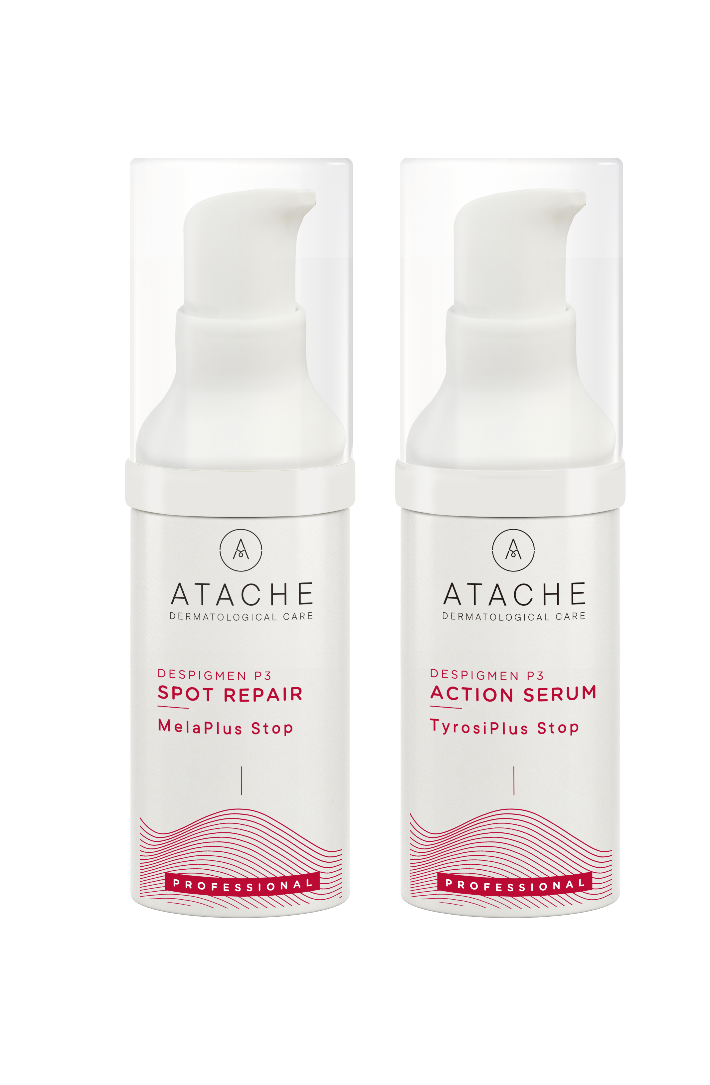 ATACHE
DERMATOLOGICAL CARE
DESPIGMEN P3
SPOT REPAIR
MelaPlus Stop
PROFESSIONAL
ATACHE
DERMATOLOGICAL CARE
DESPIGMEN P3
ACTION SERUM
TyrosiPlus Stop
PROFESSIONAL